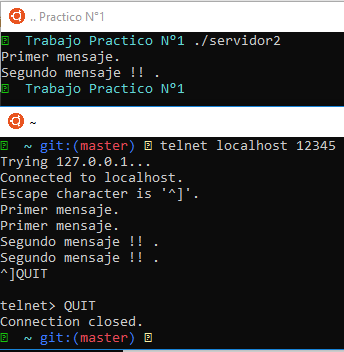 .. Practico N°1
Trabajo Practico Nº1 ./servidor2
Primer mensaje.
Segundo mensaje !! .
Trabajo Practico Nº1
~
~ git:(master) telnet localhost 12345
Trying 127.0.0.1...
Connected to localhost.
Escape character is '^]'.
Primer mensaje.
Primer mensaje.
Segundo mensaje !! .
Segundo mensaje !! .
^]QUIT
telnet> QUIT
Connection closed.
~ git:(master)